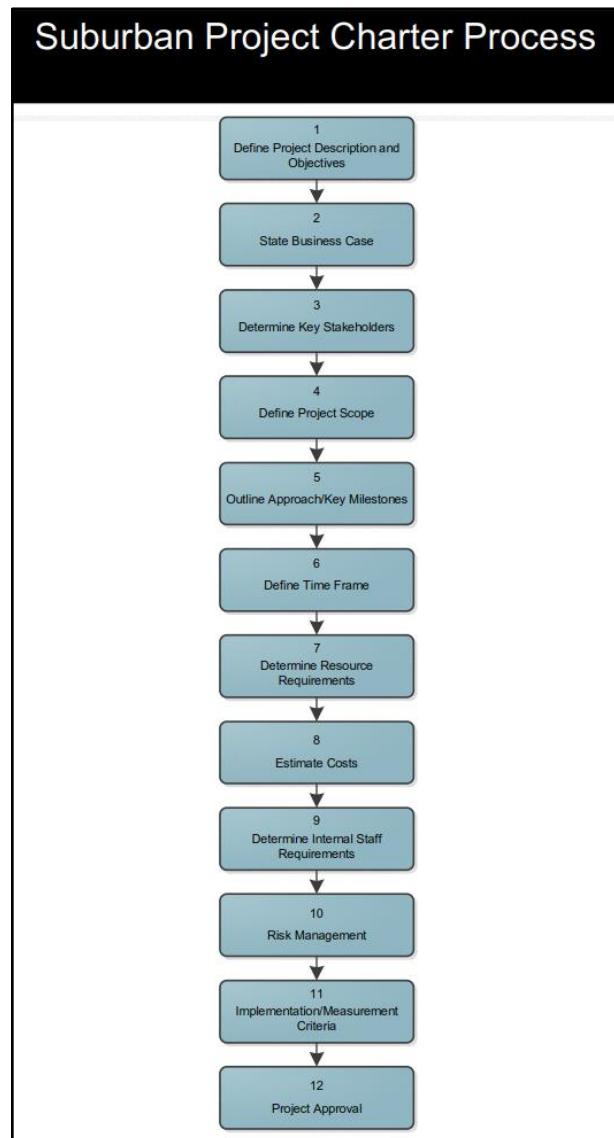 Suburban Project Charter Process
1
Define Project Description and
Objectives
2
State Business Case
3
Determine Key Stakeholders
4
Define Project Scope
5
Outline Approach/Key Milestones
6
Define Time Frame
7
Determine Resource
Requirements
8
Estimate Costs
9
Determine Internal Staff
Requirements
10
Risk Management
11
Implementation/Measurement
Criteria
12
Project Approval